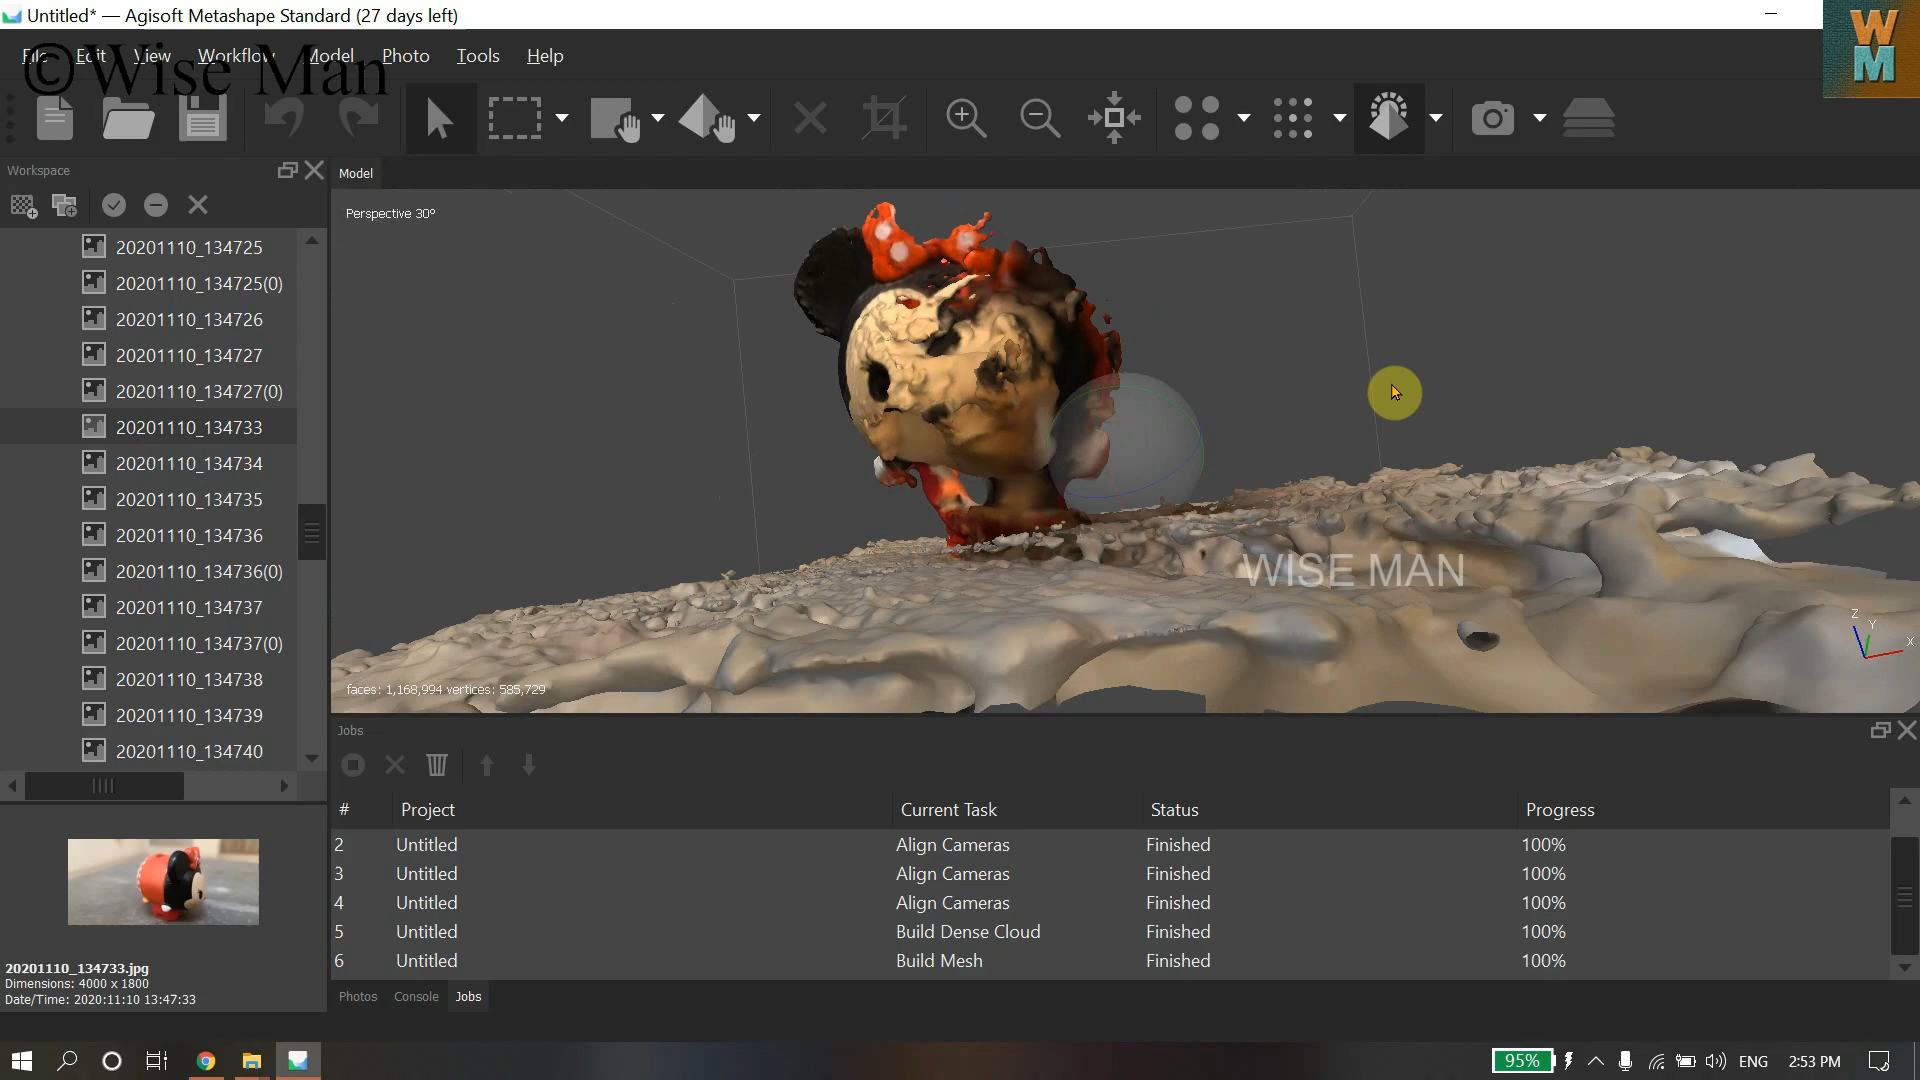 Untitled* — Agisoft Metashape Standard (27 days left)
W
M
File Edit View Workflow Model Photo Tools Help
©Wise Man
Workspace
Model
20201110_134725
20201110_134725(0)
20201110_134726
20201110_134727
20201110_134727(0)
20201110_134733
20201110_134734
20201110_134735
20201110_134736
20201110_134736(0)
20201110_134737
20201110_134737(0)
20201110_134738
20201110_134739
20201110_134740
Perspective 30º
WISE MAN
Z
Y
X
faces: 1,168,994 vertices: 585,729
Jobs
# Project Current Task Status Progress
2 Untitled Align Cameras Finished 100%
3 Untitled Align Cameras Finished 100%
4 Untitled Align Cameras Finished 100%
5 Untitled Build Dense Cloud Finished 100%
6 Untitled Build Mesh Finished 100%
20201110_134733.jpg
Dimensions: 4000 x 1800
Date/Time: 2020:11:10 13:47:33
Photos Console Jobs
95% ENG 2:53 PM